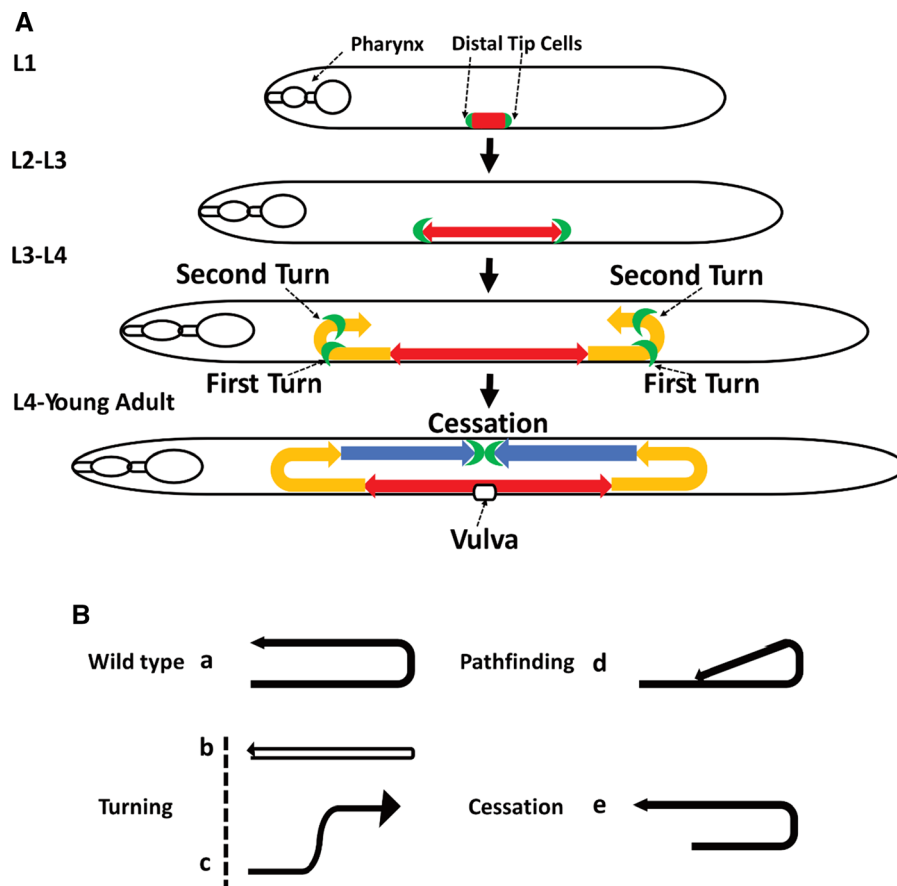 A
L1
Pharynx
Distal Tip Cells
L2-L3
L3-L4
Second Turn
Second Turn
First Turn
First Turn
L4-Young Adult
Cessation
Vulva
B
Wild type a
Pathfinding d
b
Turning
Cessation e
c